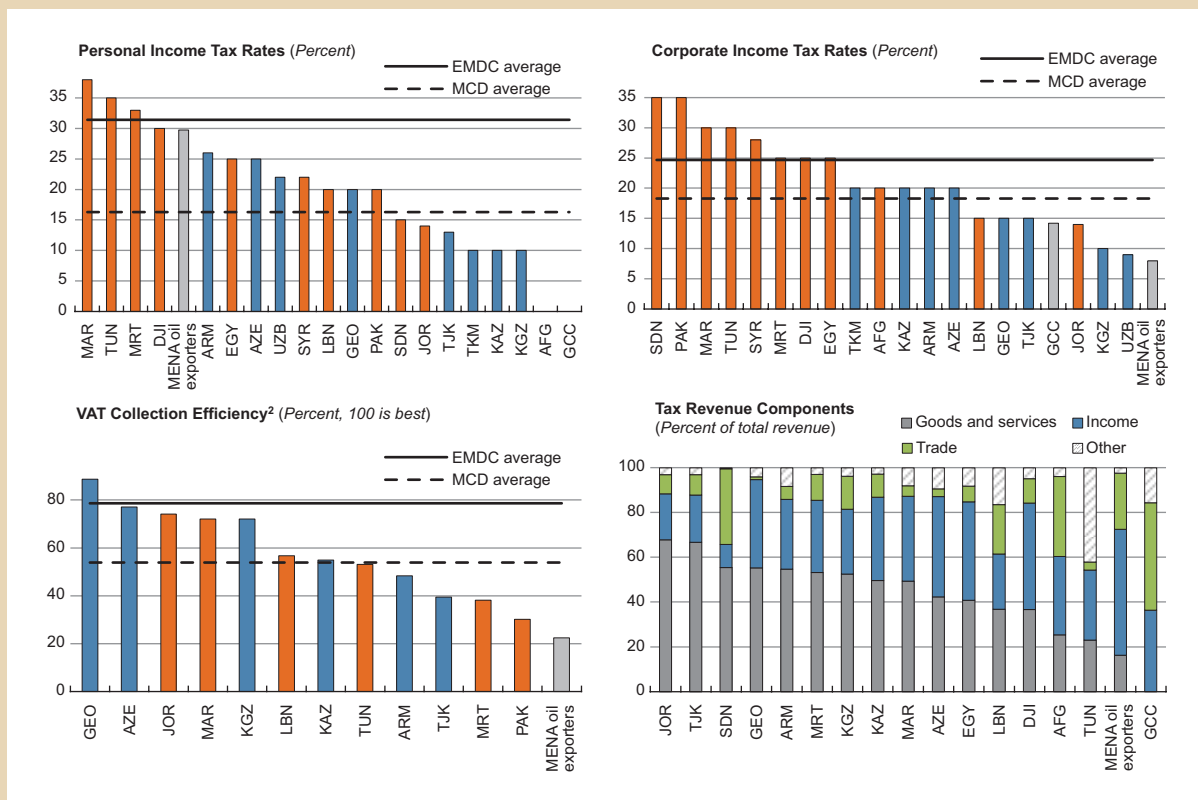 Personal Income Tax Rates (Percent)
EMDC average
MCD average
35
30
25
20
15
10
5
0
MAR
TUN
MRT
DJI
MENA oil
exporters
ARM
EGY
AZE
UZB
SYR
LBN
GEO
PAK
SDN
JOR
TJK
TKM
KAZ
KGZ
AFG
GCC
Corporate Income Tax Rates (Percent)
EMDC average
MCD average
35
30
25
20
15
10
5
0
SDN
PAK
MAR
TUN
SYR
MRT
DJI
EGY
TKM
AFG
KAZ
ARM
AZE
LBN
GEO
TJK
GCC
JOR
KGZ
UZB
MENA oil
exporters
VAT Collection Efficiency² (Percent, 100 is best)
EMDC average
MCD average
80
60
40
20
0
GEO
AZE
JOR
MAR
KGZ
LBN
KAZ
TUN
ARM
TJK
MRT
PAK
MENA oil
exporters
Tax Revenue Components
(Percent of total revenue)
Goods and services
Income
Trade
Other
100
80
60
40
20
0
JOR
TJK
SDN
GEO
ARM
MRT
KGZ
KAZ
MAR
AZE
EGY
LBN
DJI
AFG
TUN
MENA oil
exporters
GCC